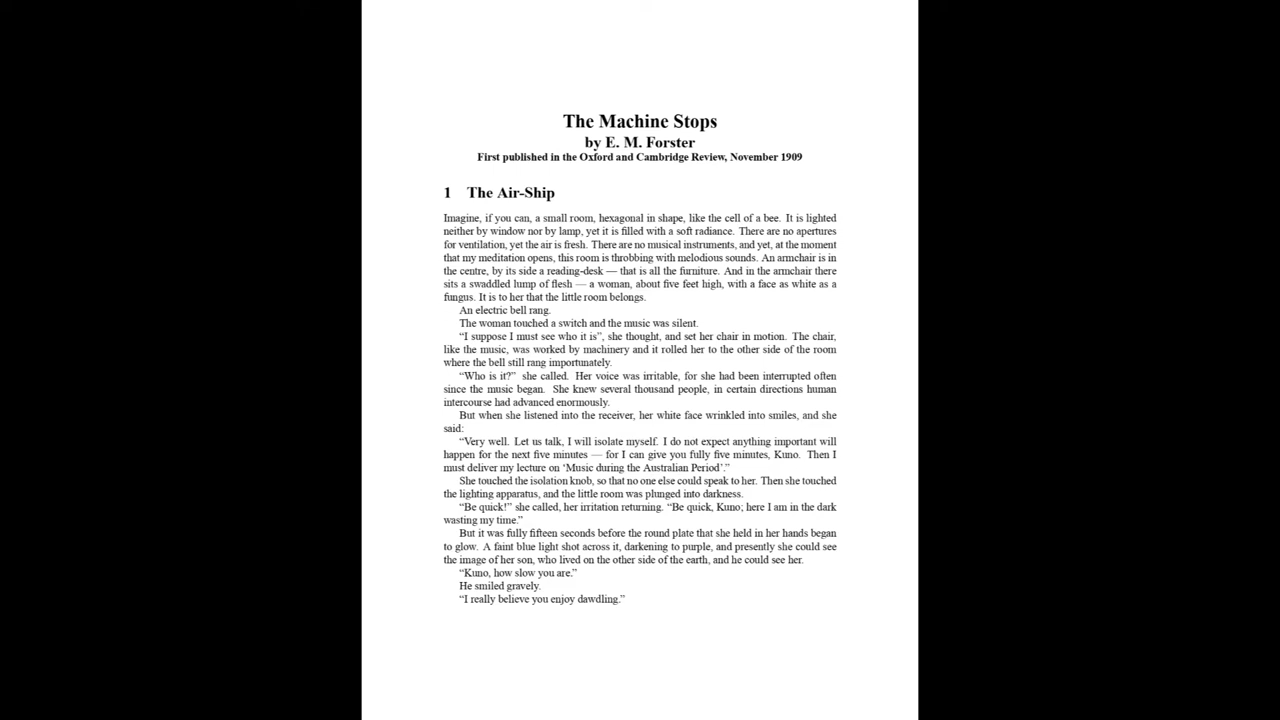 The Machine Stops
by E. M. Forster
First published in the Oxford and Cambridge Review, November 1909
1 The Air-Ship
Imagine, if you can, a small room, hexagonal in shape, like the cell of a bee. It is lighted
neither by window nor by lamp, yet it is filled with a soft radiance. There are no apertures
for ventilation, yet the air is fresh. There are no musical instruments, and yet, at the moment
that my meditation opens, this room is throbbing with melodious sounds. An armchair is in
the centre, by its side a reading-desk — that is all the furniture. And in the armchair there
sits a swaddled lump of flesh — a woman, about five feet high, with a face as white as a
fungus. It is to her that the little room belongs.
An electric bell rang.
The woman touched a switch and the music was silent.
“I suppose I must see who it is”, she thought, and set her chair in motion. The chair,
like the music, was worked by machinery and it rolled her to the other side of the room
where the bell still rang importunately.
“Who is it?” she called. Her voice was irritable, for she had been interrupted often
since the music began. She knew several thousand people, in certain directions human
intercourse had advanced enormously.
But when she listened into the receiver, her white face wrinkled into smiles, and she
said:
“Very well. Let us talk, I will isolate myself. I do not expect anything important will
happen for the next five minutes — for I can give you fully five minutes, Kuno. Then I
must deliver my lecture on ‘Music during the Australian Period’.”
She touched the isolation knob, so that no one else could speak to her. Then she touched
the lighting apparatus, and the little room was plunged into darkness.
“Be quick!” she called, her irritation returning. “Be quick, Kuno; here I am in the dark
wasting my time.”
But it was fully fifteen seconds before the round plate that she held in her hands began
to glow. A faint blue light shot across it, darkening to purple, and presently she could see
the image of her son, who lived on the other side of the earth, and he could see her.
“Kuno, how slow you are.”
He smiled gravely.
“I really believe you enjoy dawdling.”